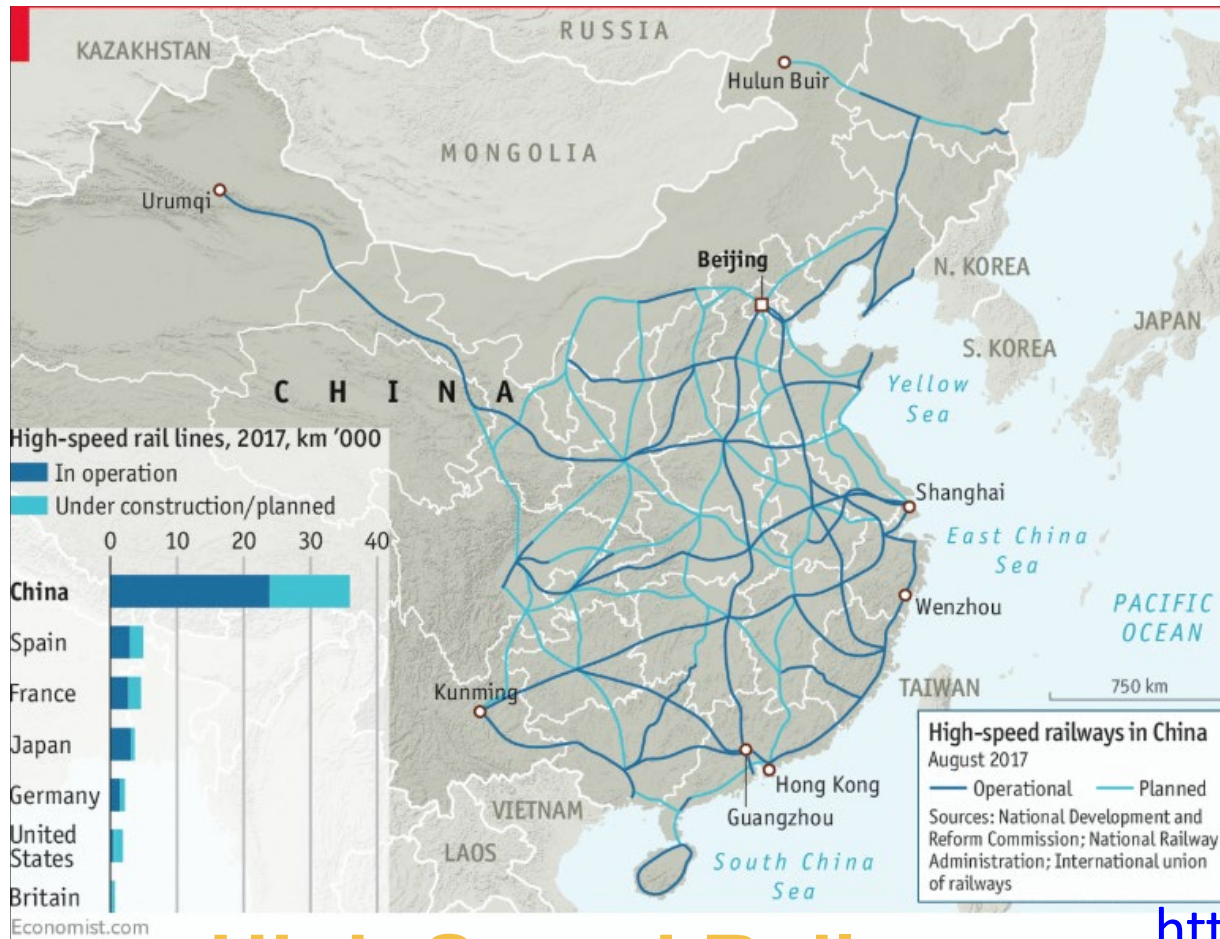 KAZAKHSTAN
RUSSIA
Hulun Buir
MONGOLIA
Urumqi
Beijing
N. KOREA
JAPAN
S. KOREA
CHINA
Yellow
Sea
High-speed rail lines, 2017, km '000
In operation
Under construction/planned
0 10 20 30 40
China
Spain
France
Japan
Germany
United
States
Britain
Shanghai
East China
Sea
Wenzhou
PACIFIC
OCEAN
Kunming
TAIWAN
750 km
Hong Kong
Guangzhou
VIETNAM
LAOS
South China
Sea
High-speed railways in China
August 2017
Operational Planned
Sources: National Development and
Reform Commission; National Railway
Administration; International union
of railways
Economist.com
htt